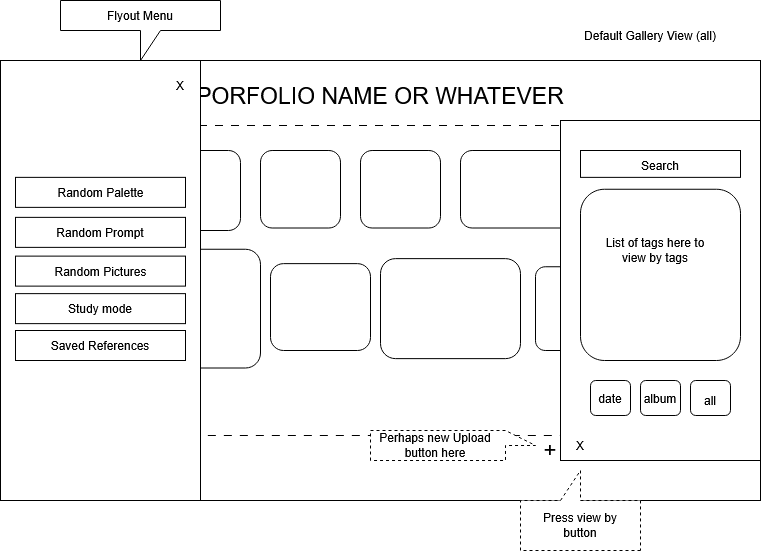 Flyout Menu
Default Gallery View (all)
X
PORFOLIO NAME OR WHATEVER
Search
Random Palette
Random Prompt
Random Pictures
Study mode
Saved References
List of tags here to
view by tags
date
album
all
Perhaps new Upload
button here
+
X
Press view by
button